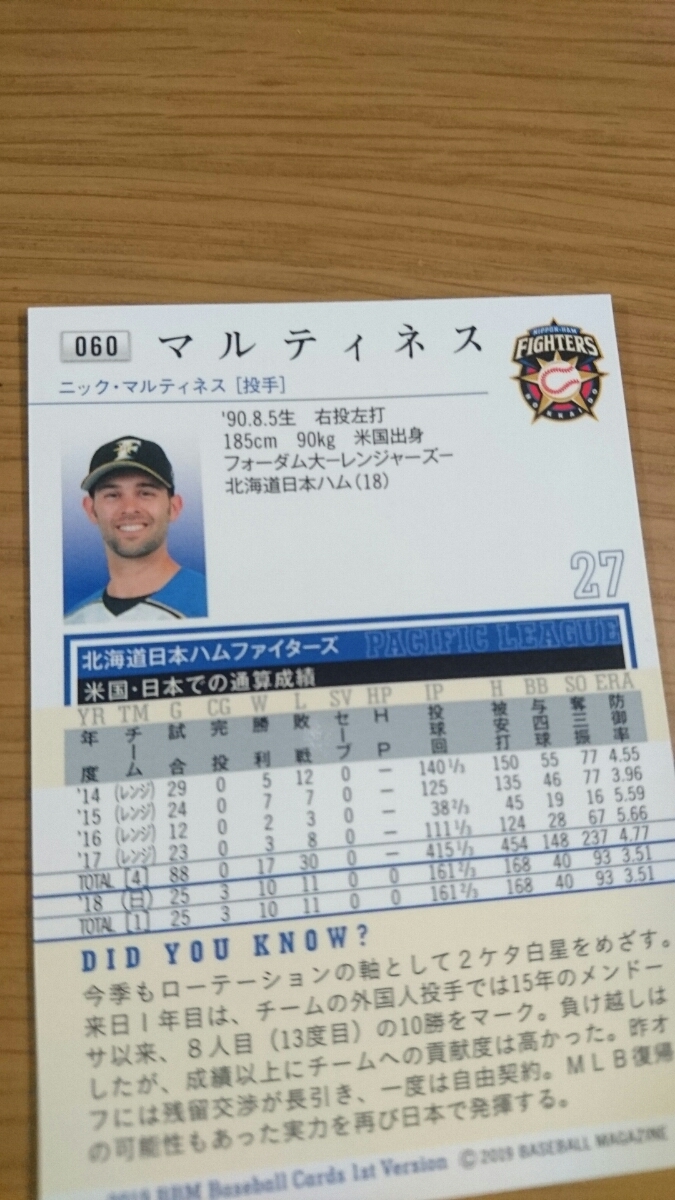 060 マルティネス
NIPPON-HAM
FIGHTERS
HOKKAIDO
ニック・マルティネス［投手］
'90.8.5生　右投左打
185cm　90kg　米国出身
フォーダム大ーレンジャーズー
北海道日本ハム(18)
F
27
北海道日本ハムファイターズ PACIFIC LEAGUE
米国・日本での通算成績
YR TM G CG W L SV HP IP H BB SO ERA
年度 チーム 試合 完投 勝利 敗戦 セーブ HP 投球回 被安打 与四球 奪三振 防御率
'14 (レンジ) 29 0 5 12 0 － 140 1/3 150 55 77 4.55
'15 (レンジ) 24 0 7 7 0 － 125 135 46 77 3.96
'16 (レンジ) 12 0 2 3 0 － 38 2/3 45 19 16 5.59
'17 (レンジ) 23 0 3 8 0 － 111 1/3 124 28 67 5.66
TOTAL [4] 88 0 17 30 0 － 415 1/3 454 148 237 4.77
'18 (日) 25 3 10 11 0 0 161 2/3 168 40 93 3.51
TOTAL [1] 25 3 10 11 0 0 161 2/3 168 40 93 3.51
DID YOU KNOW?
今季もローテーションの軸として2ケタ白星をめざす。
来日1年目は、チームの外国人投手では15年のメンドー
サ以来、8人目（13度目）の10勝をマーク。負け越しは
したが、成績以上にチームへの貢献度は高かった。昨オ
フには残留交渉が長引き、一度は自由契約。MLB復帰
の可能性もあった実力を再び日本で発揮する。
2019 BBM Baseball Cards 1st Version ©2019 BASEBALL MAGAZINE